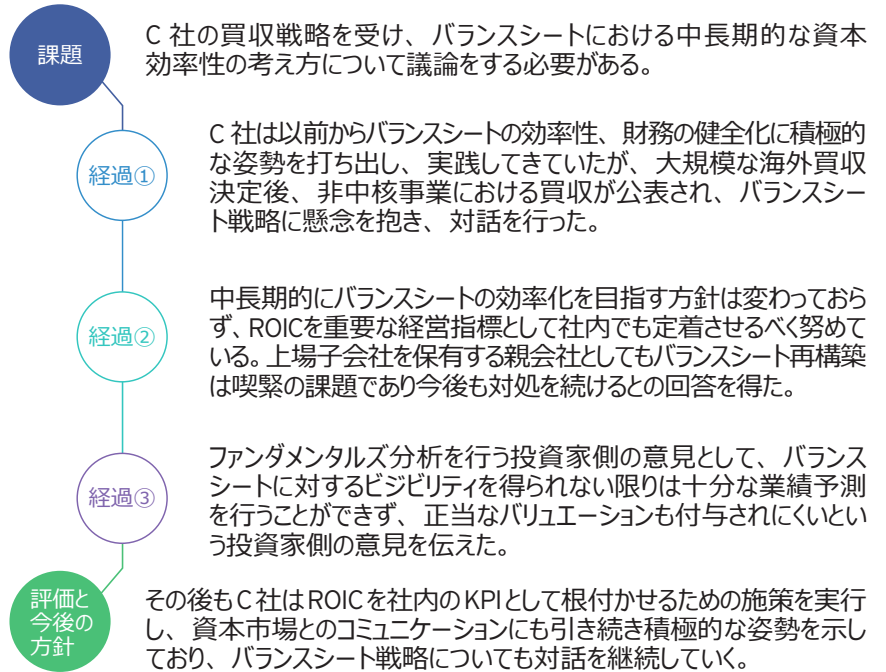 課題
C 社の買収戦略を受け、バランスシートにおける中長期的な資本
効率性の考え方について議論をする必要がある。
経過①
C 社は以前からバランスシートの効率性、財務の健全化に積極的
な姿勢を打ち出し、実践してきていたが、大規模な海外買収
決定後、非中核事業における買収が公表され、バランスシー
ト戦略に懸念を抱き、対話を行った。
経過②
中長期的にバランスシートの効率化を目指す方針は変わっておら
ず、ROICを重要な経営指標として社内でも定着させるべく努めて
いる。上場子会社を保有する親会社としてもバランスシート再構築
は喫緊の課題であり今後も対処を続けるとの回答を得た。
経過③
ファンダメンタルズ分析を行う投資家側の意見として、バランス
シートに対するビジビリティを得られない限りは十分な業績予測
を行うことができず、正当なバリュエーションも付与されにくいとい
う投資家側の意見を伝えた。
評価と
今後の
方針
その後もC社はROICを社内のKPIとして根付かせるための施策を実行
し、資本市場とのコミュニケーションにも引き続き積極的な姿勢を示し
ており、バランスシート戦略についても対話を継続していく。